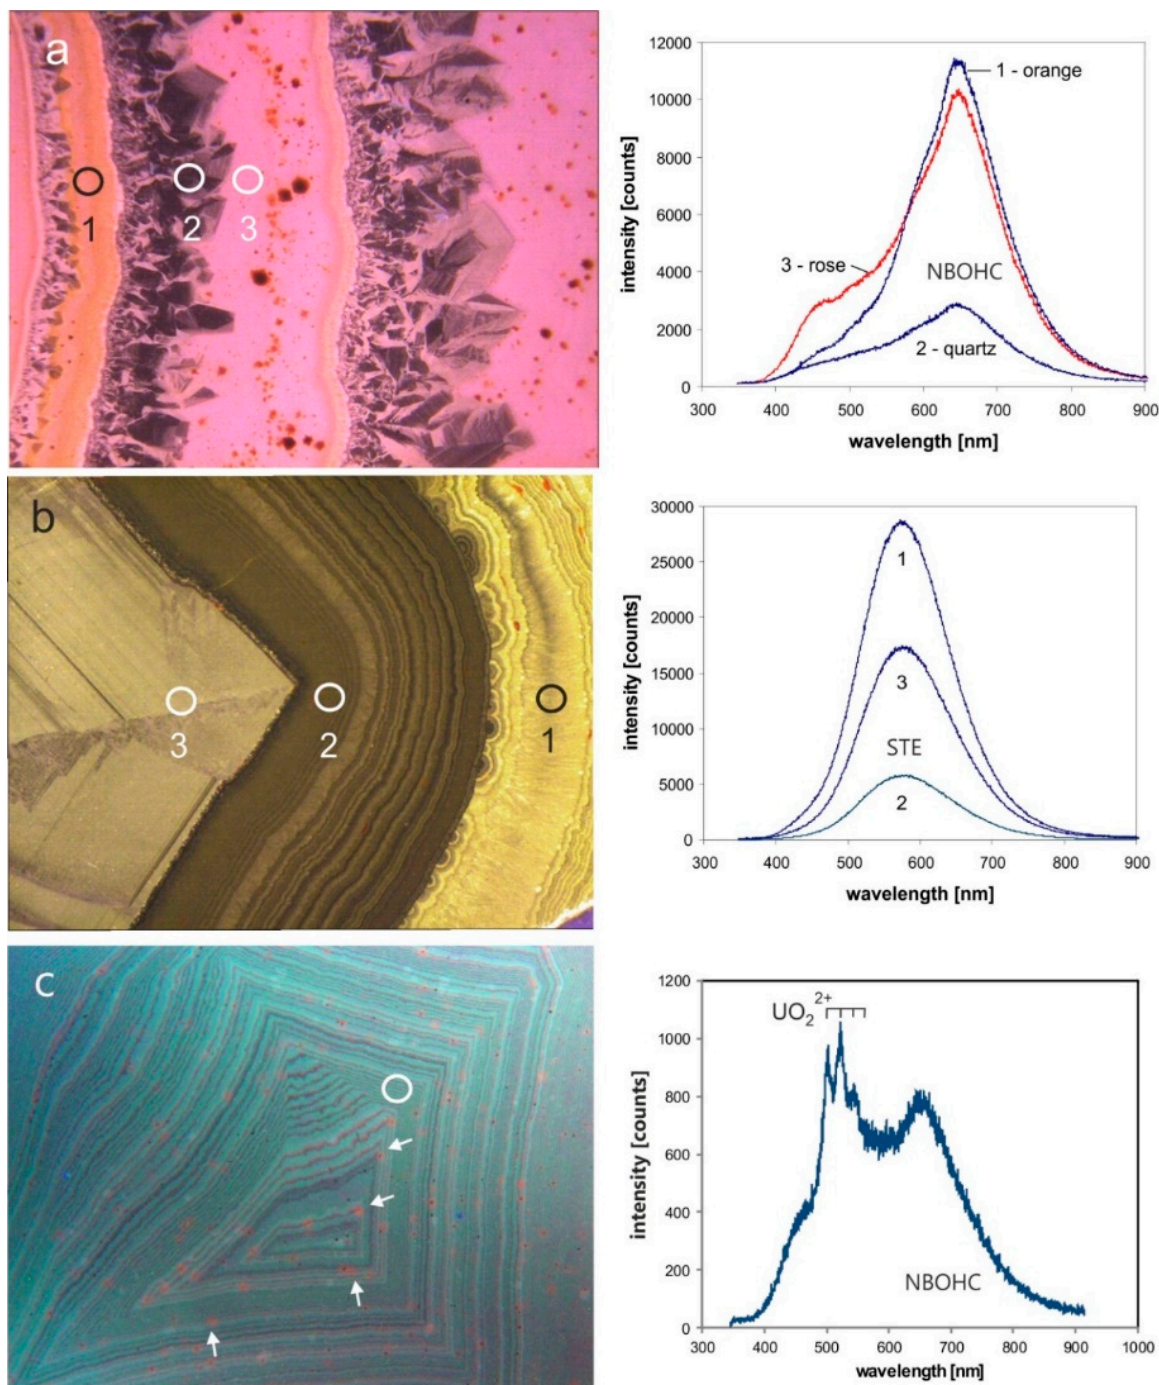 a
1
2
3
12000
10000
8000
6000
4000
2000
0
300 400 500 600 700 800 900
intensity [counts]
wavelength [nm]
1 - orange
3 - rose
NBOHC
2 - quartz
b
3
2
1
30000
25000
20000
15000
10000
5000
0
300 400 500 600 700 800 900
intensity [counts]
wavelength [nm]
1
3
STE
2
c
1200
1000
800
600
400
200
0
300 400 500 600 700 800 900 1000
intensity [counts]
wavelength [nm]
UO₂²⁺
NBOHC